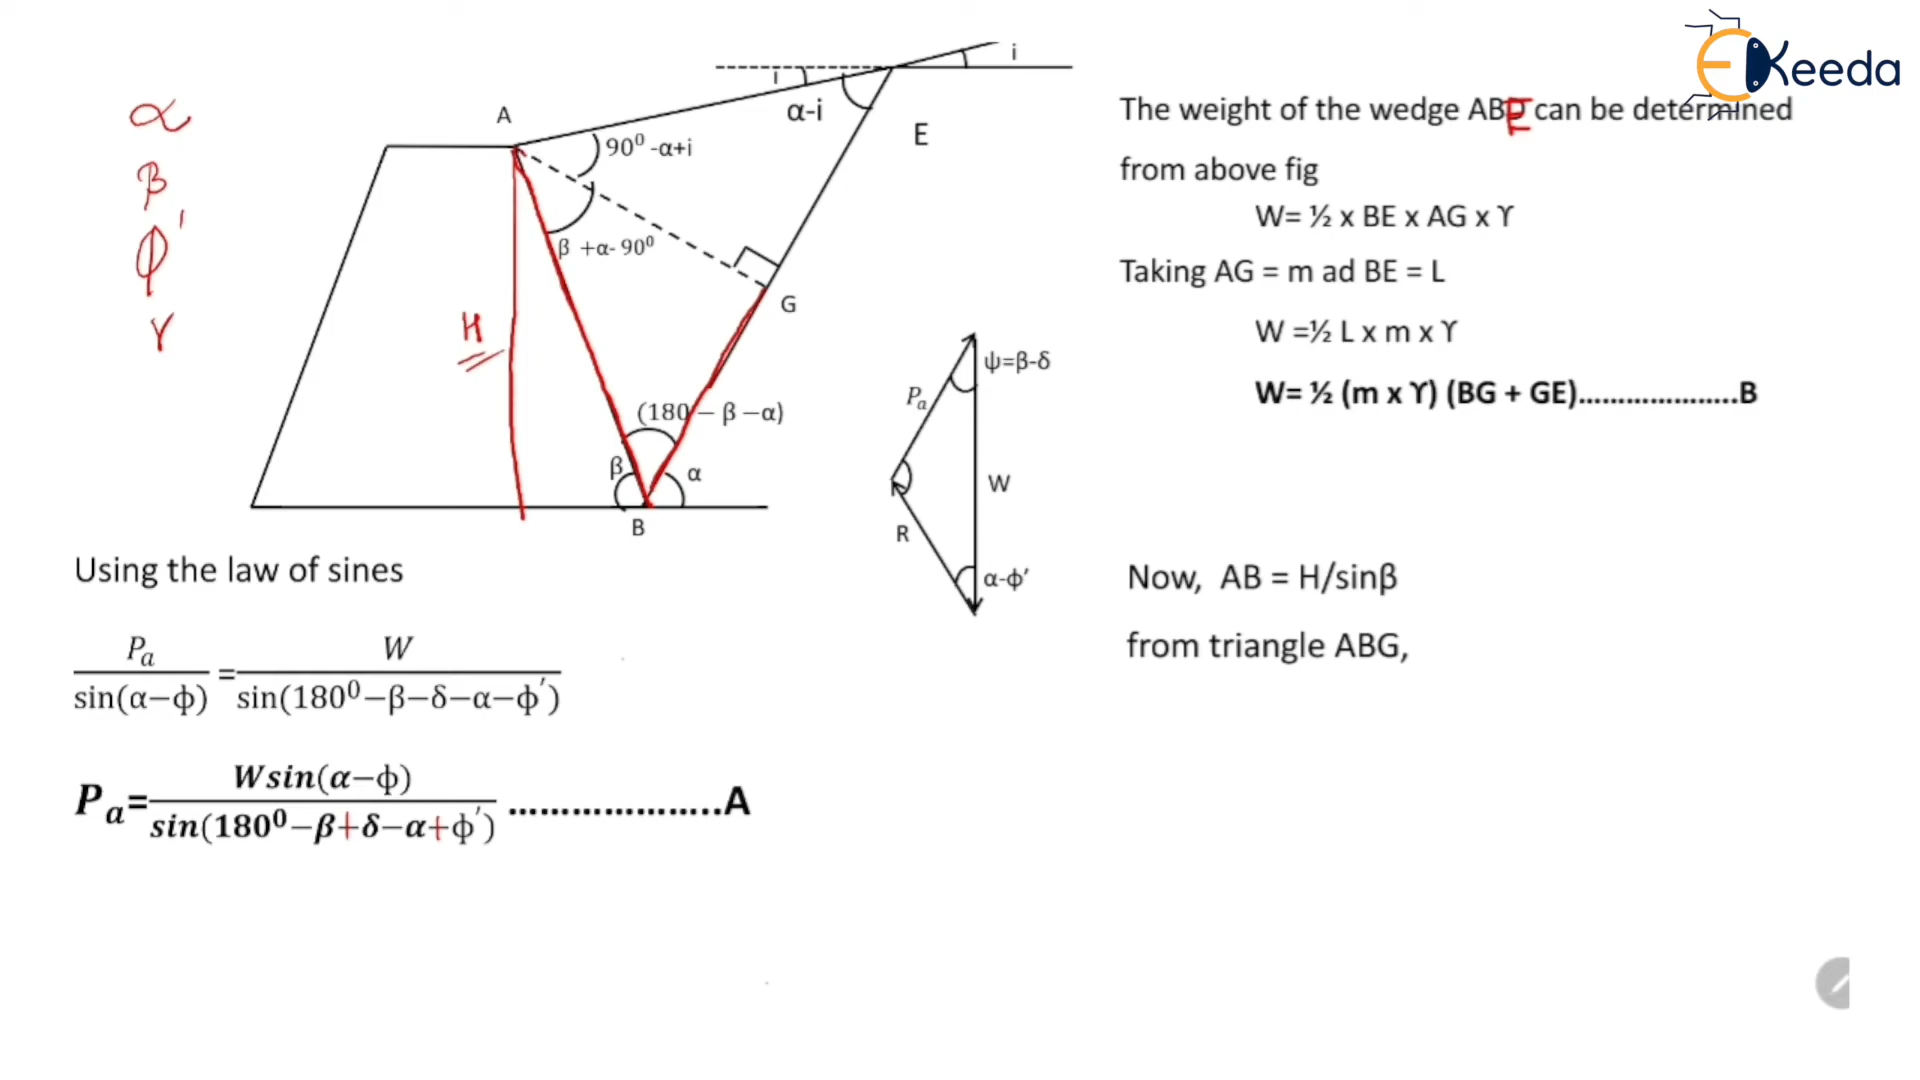 EKeeda
α
β
ϕ'
γ
H
A
i
i
α-i
E
90⁰ -α+i
β +α- 90⁰
G
(180 – β –α)
β
α
B
ψ=β-δ
Pₐ
W
R
α-ϕ′
Using the law of sines
Pₐ/sin(α−ϕ) = W/sin(180⁰−β−δ−α−ϕ′)
Pₐ= Wsin(α−ϕ)/sin(180⁰−β+δ−α+ϕ′) .....................A
The weight of the wedge ABE can be determined
from above fig
W= ½ x BE x AG x ϒ
Taking AG = m ad BE = L
W =½ L x m x ϒ
W= ½ (m x ϒ) (BG + GE).....................B
Now, AB = H/sinβ
from triangle ABG,